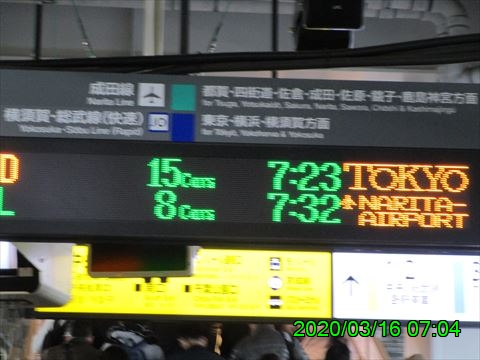 成田線
Narita Line
都賀・四街道・佐倉・成田・佐原・銚子・鹿島神宮方面
for Tsuga, Yotsukaido, Sakura, Narita, Sawara, Choshi & Kashimajingu
横須賀・総武線(快速)
Yokosuka-Sobu Line (Rapid)
東京・横浜・横須賀方面
for Tokyo, Yokohama & Yokosuka
D 15Cars 7:23 TOKYO
L 8Cars 7:32 NARITA-AIRPORT
2020/03/16 07:04